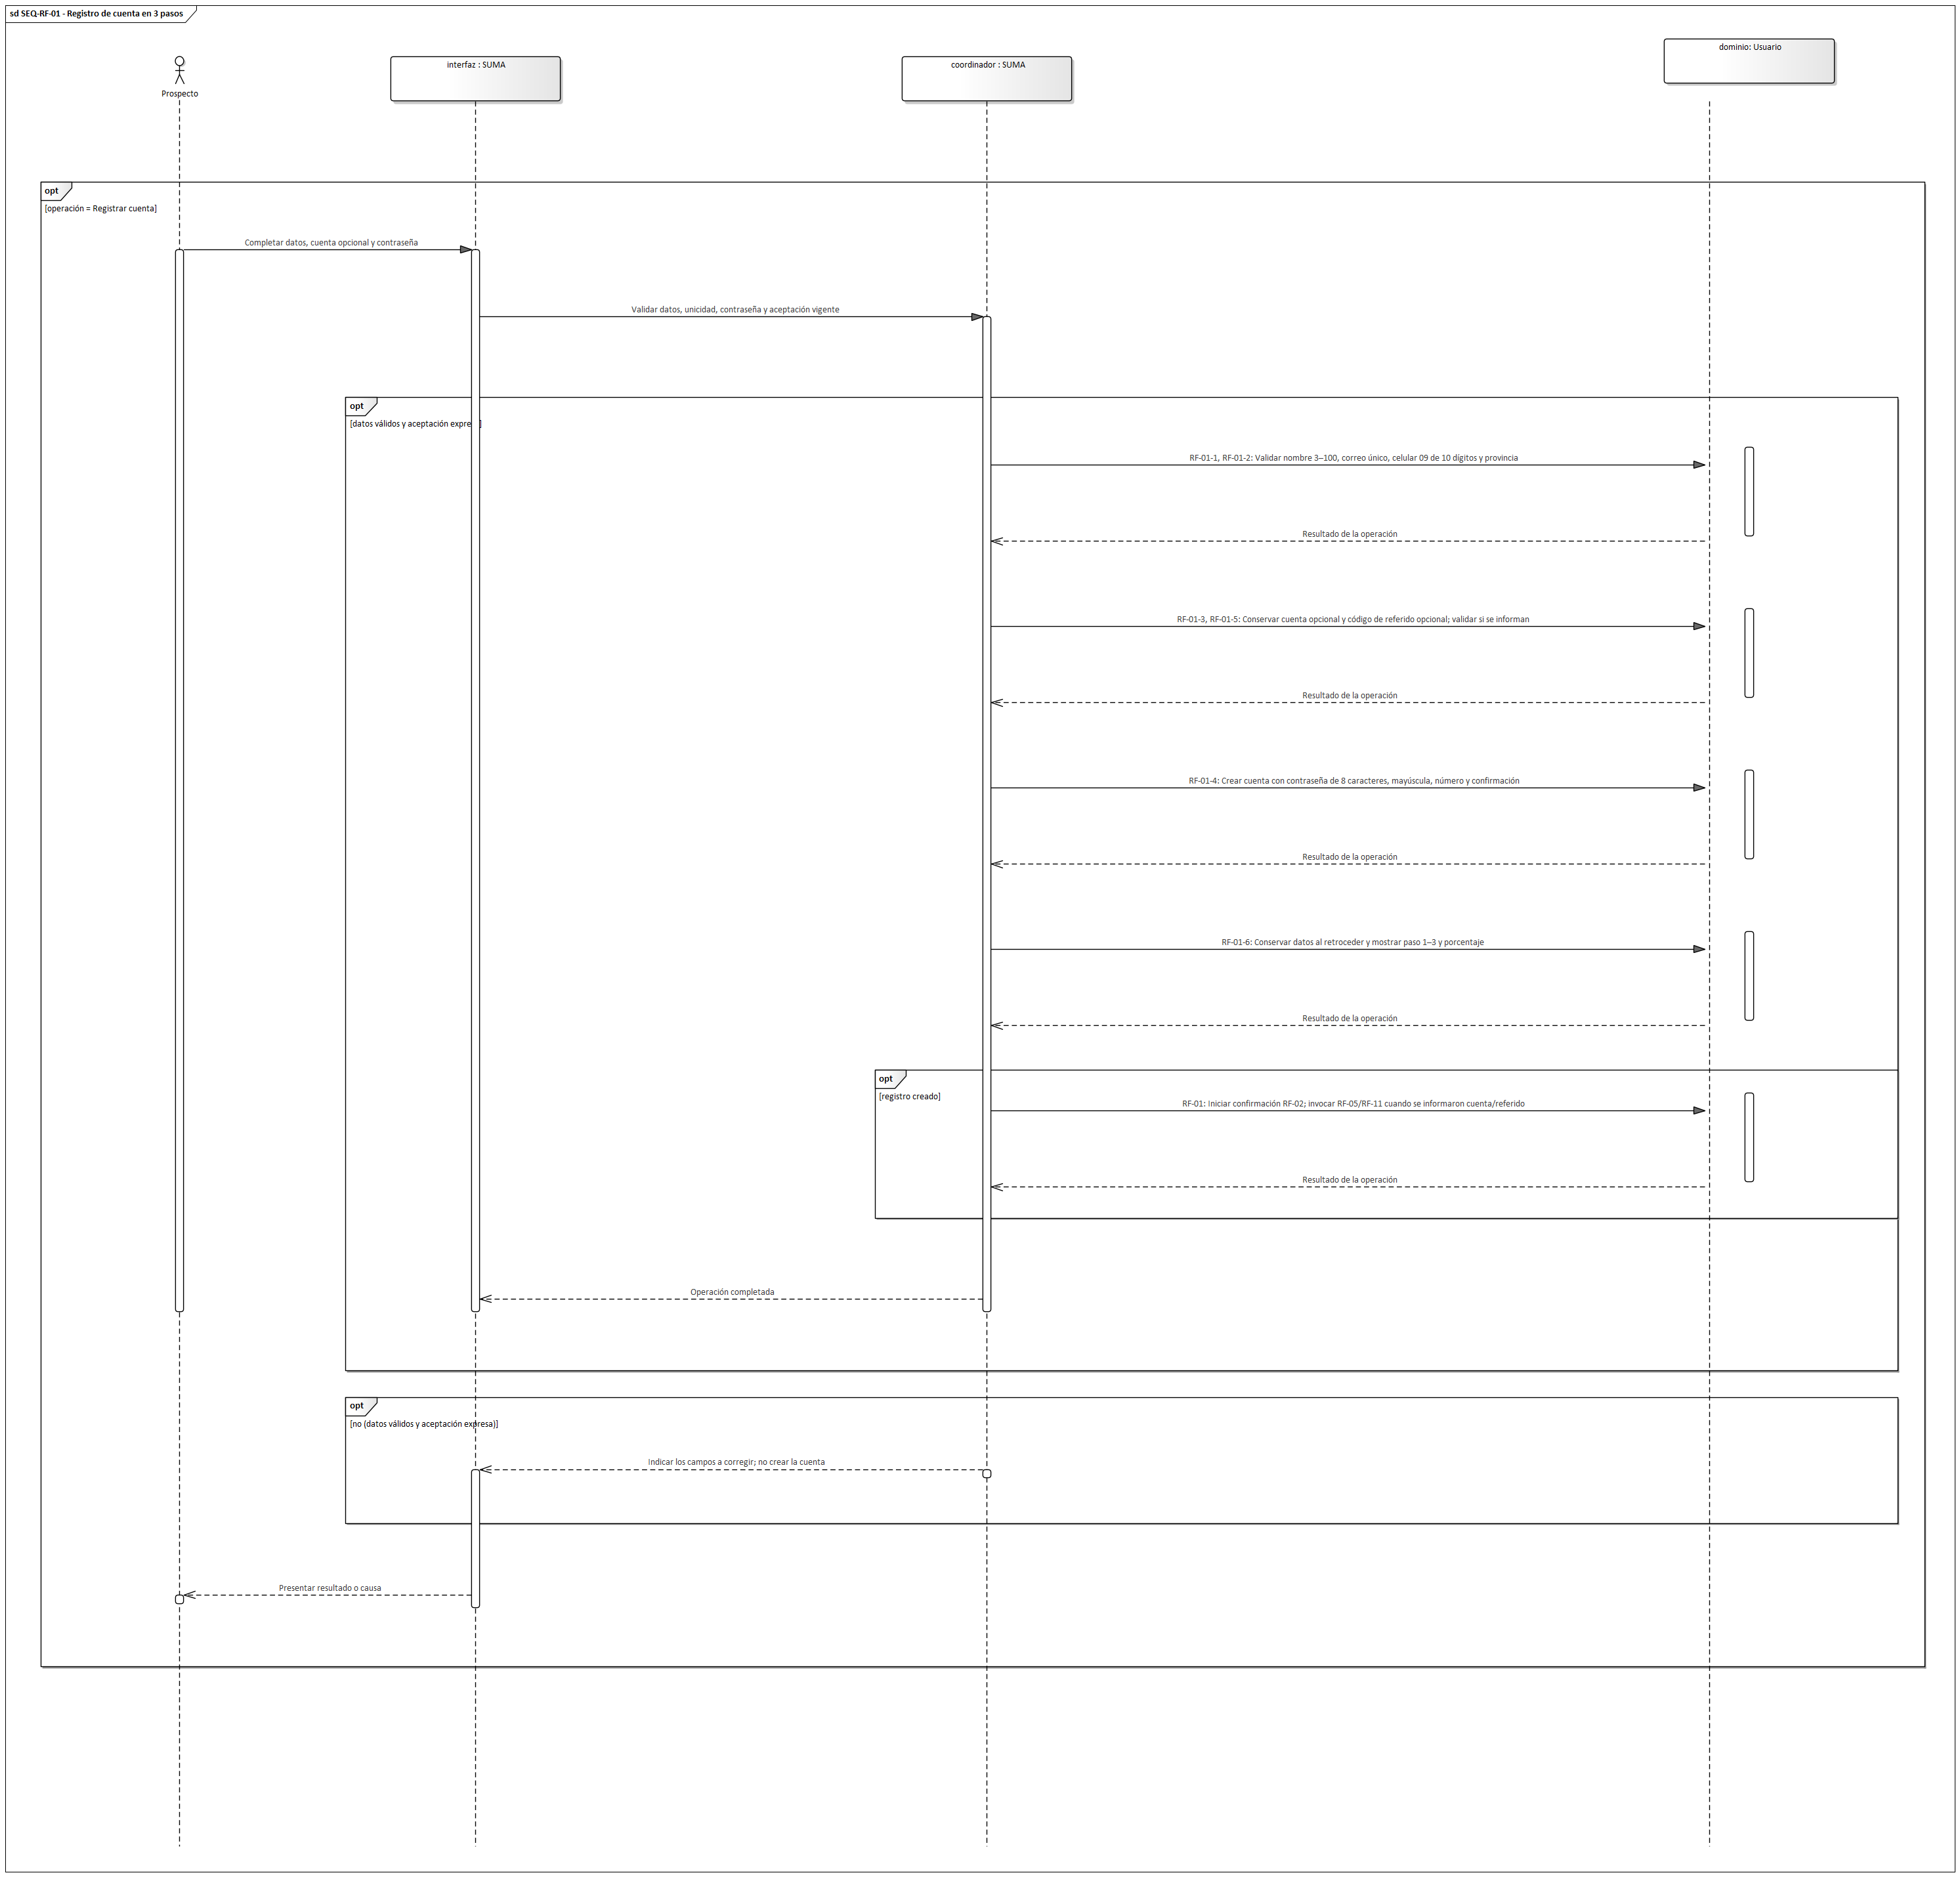 sd SEQ-RF-01 - Registro de cuenta en 3 pasos
dominio: Usuario
interfaz : SUMA
coordinador : SUMA
Prospecto
opt
[operación = Registrar cuenta]
Completar datos, cuenta opcional y contraseña
Validar datos, unicidad, contraseña y aceptación vigente
opt
[datos válidos y aceptación expre ]
RF-01-1, RF-01-2: Validar nombre 3–100, correo único, celular 09 de 10 dígitos y provincia
Resultado de la operación
RF-01-3, RF-01-5: Conservar cuenta opcional y código de referido opcional; validar si se informan
Resultado de la operación
RF-01-4: Crear cuenta con contraseña de 8 caracteres, mayúscula, número y confirmación
Resultado de la operación
RF-01-6: Conservar datos al retroceder y mostrar paso 1–3 y porcentaje
Resultado de la operación
opt
[registro creado]
RF-01: Iniciar confirmación RF-02; invocar RF-05/RF-11 cuando se informaron cuenta/referido
Resultado de la operación
Operación completada
opt
[no (datos válidos y aceptación expresa)]
Indicar los campos a corregir; no crear la cuenta
Presentar resultado o causa